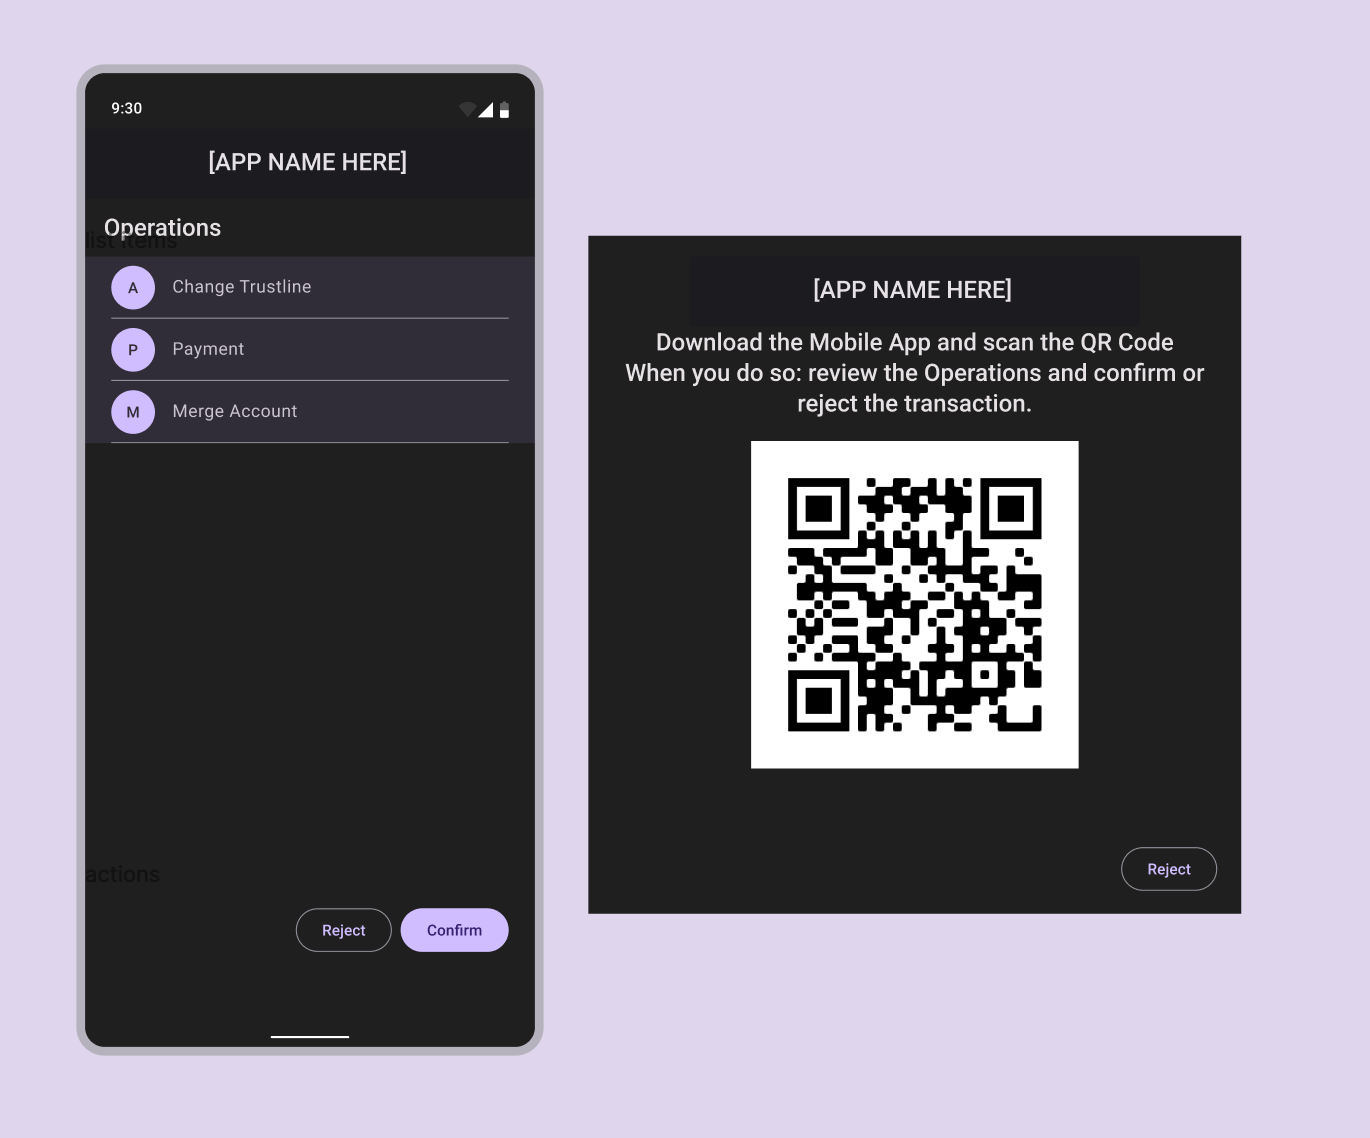 9:30
[APP NAME HERE]
Operations
list items
A Change Trustline
P Payment
M Merge Account
actions
Reject Confirm
[APP NAME HERE]
Download the Mobile App and scan the QR Code
When you do so: review the Operations and confirm or
reject the transaction.
Reject